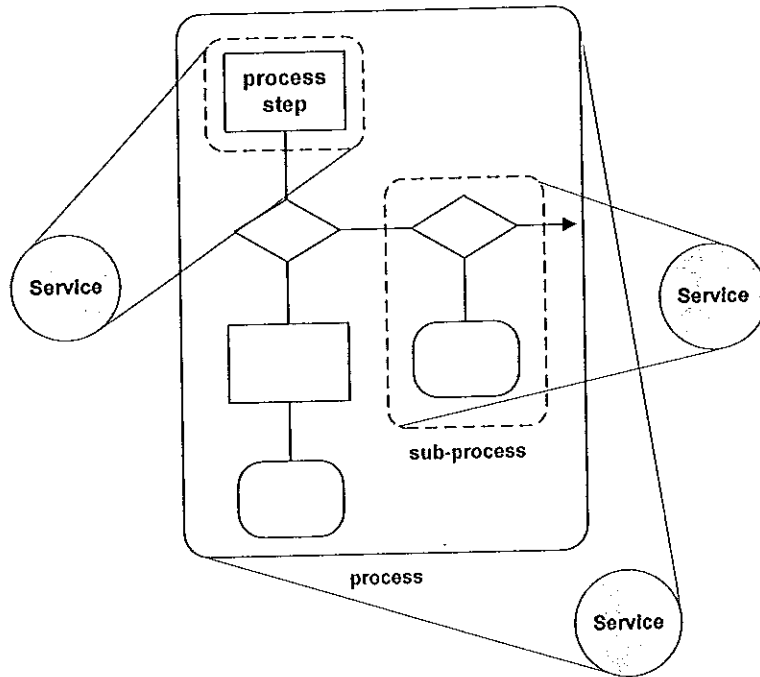 process
step
Service
Service
sub-process
process
Service